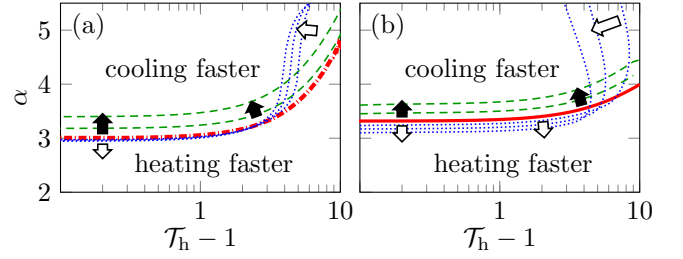 (a) (b)
5
4
3
2
α
cooling faster cooling faster
heating faster heating faster
1 10 1 10
𝒯h − 1 𝒯h − 1